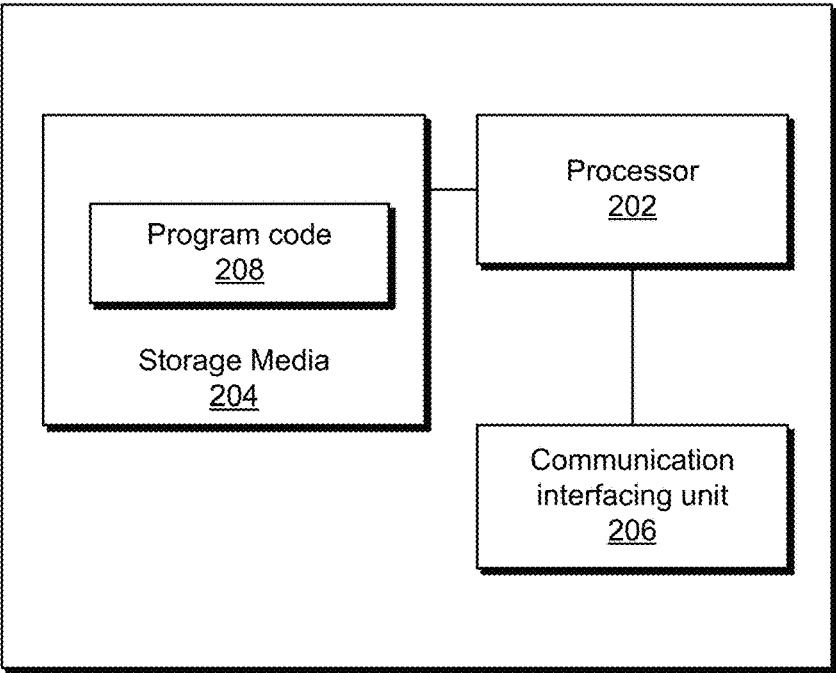 Program code
208
Storage Media
204
Processor
202
Communication
interfacing unit
206